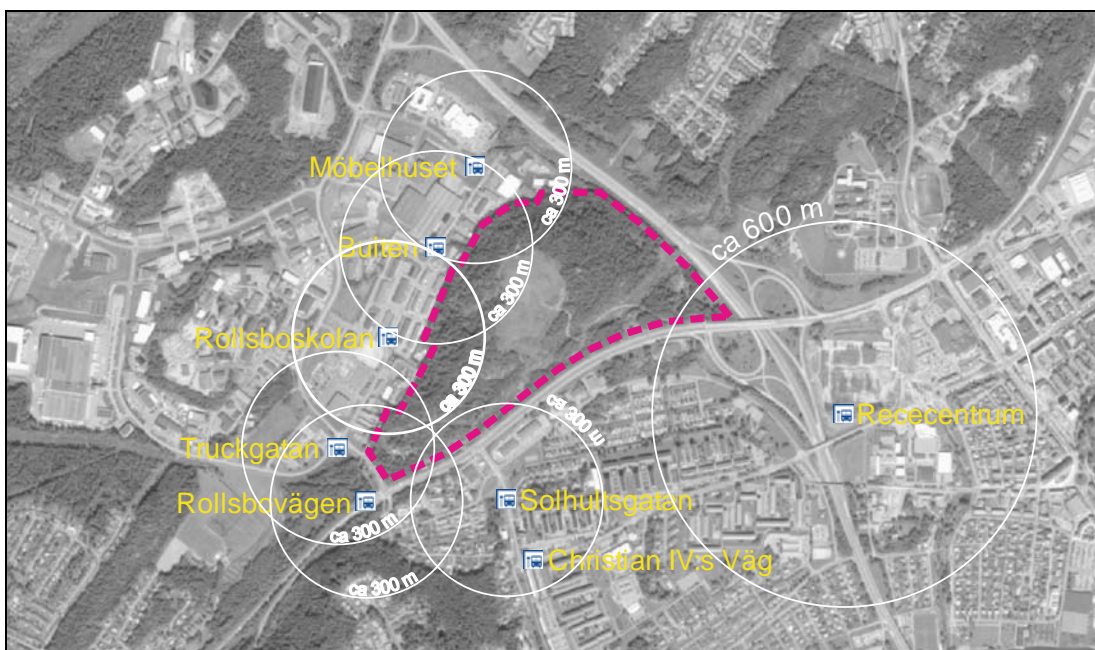 Möbelhuset
ca 300 m
ca 600 m
Bulten
ca 300 m
Rollsboskolan
ca 300 m
ca 300 m
Rececentrum
Truckgatan
Rollsbovägen
Solhultsgatan
ca 300 m
Christian IV:s Väg
ca 300 m